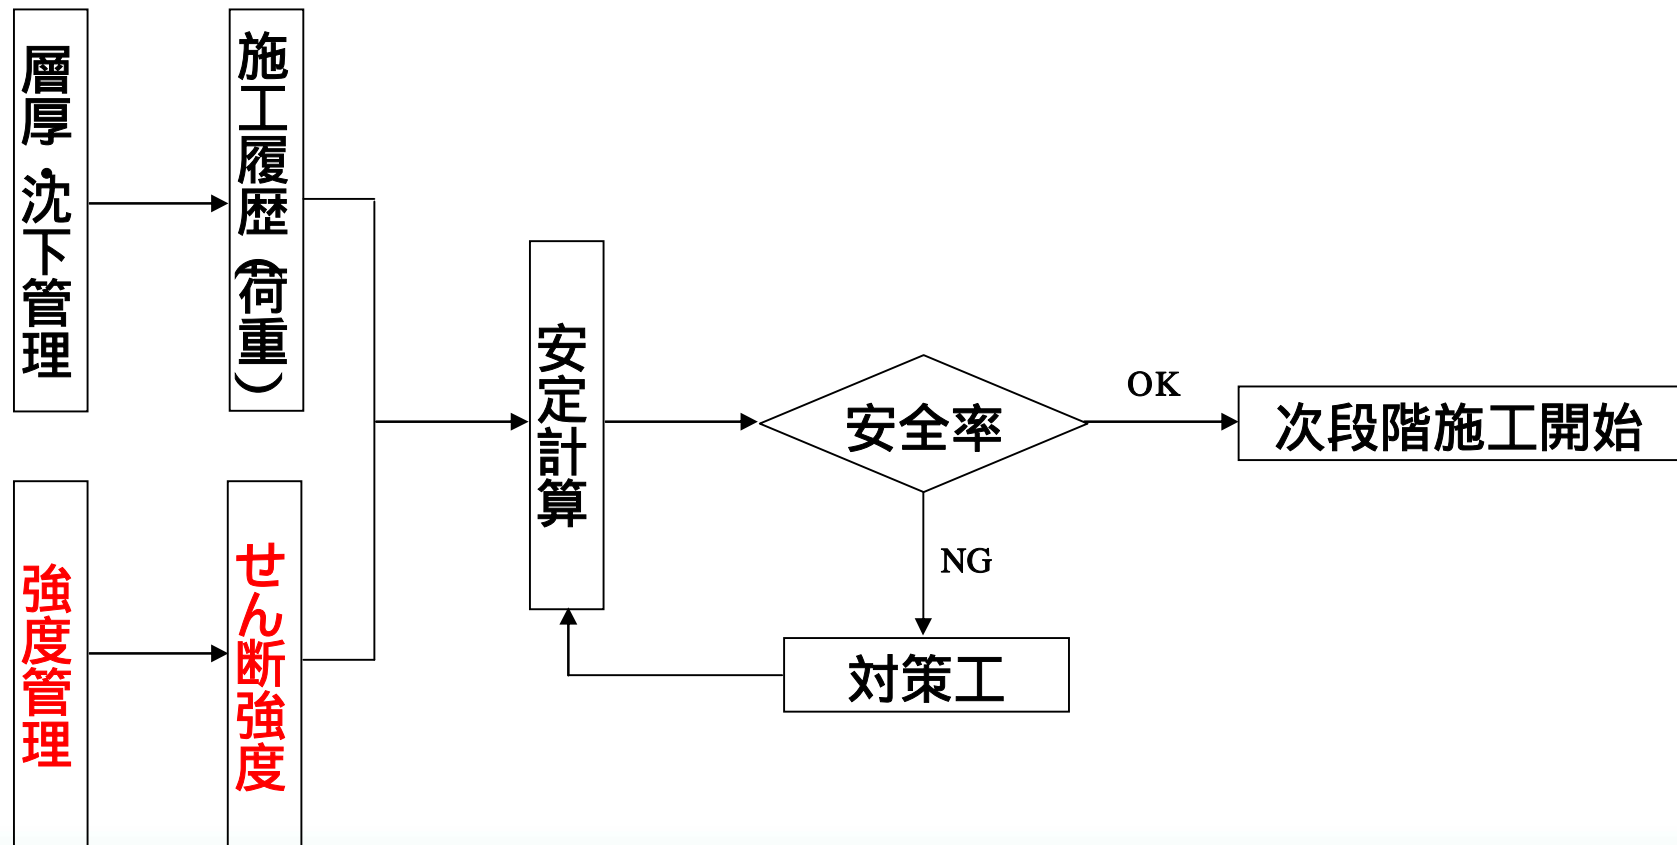 層厚・沈下管理
施工履歴(荷重)
強度管理
せん断強度
安定計算
安全率
OK
次段階施工開始
NG
対策工